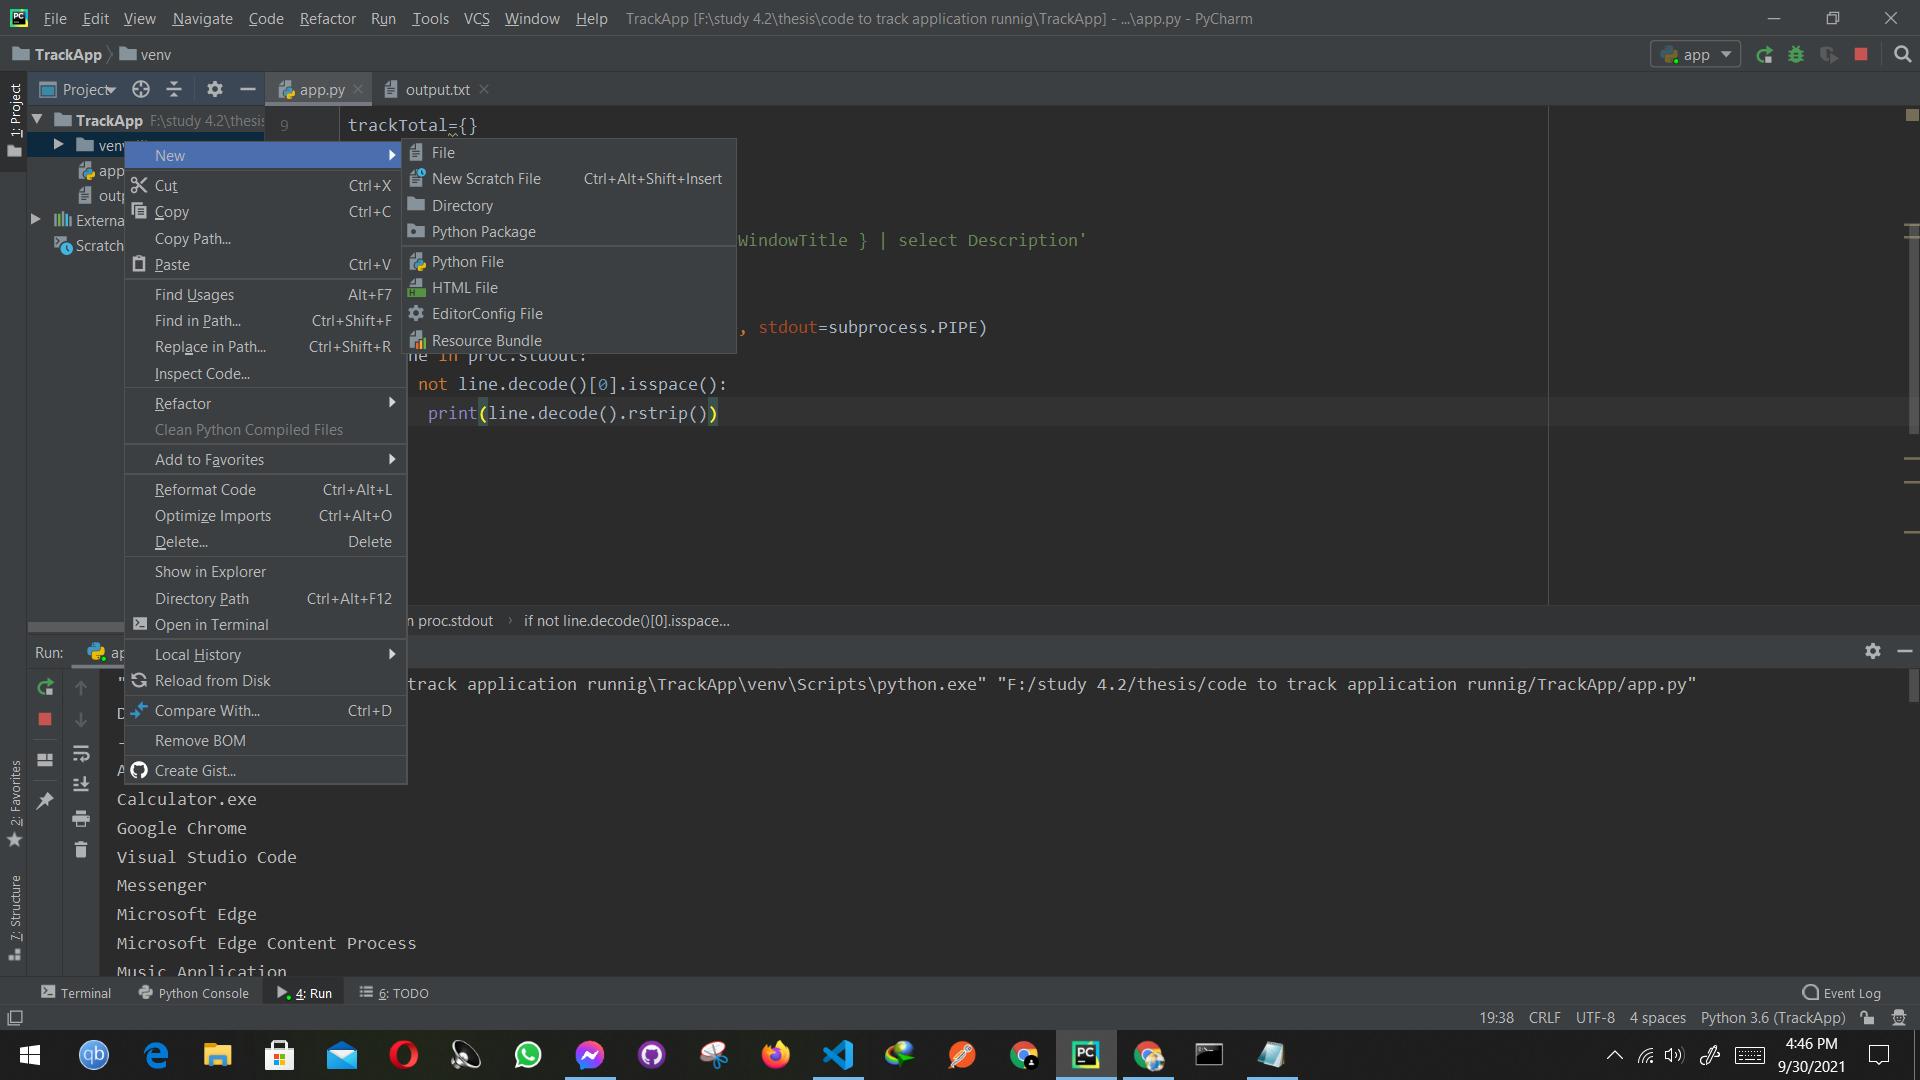 File Edit View Navigate Code Refactor Run Tools VCS Window Help TrackApp [F:\study 4.2\thesis\code to track application runnig\TrackApp] - ...\app.py - PyCharm
TrackApp venv
app
1: Project
Project
app.py
output.txt
TrackApp F:\study 4.2\thesis
9 trackTotal={}
venv
app
outp
Externa
Scratch
New
Cut Ctrl+X
Copy Ctrl+C
Copy Path...
Paste Ctrl+V
Find Usages Alt+F7
Find in Path... Ctrl+Shift+F
Replace in Path... Ctrl+Shift+R
Inspect Code...
Refactor
Clean Python Compiled Files
Add to Favorites
Reformat Code Ctrl+Alt+L
Optimize Imports Ctrl+Alt+O
Delete... Delete
Show in Explorer
Directory Path Ctrl+Alt+F12
Open in Terminal
Local History
Reload from Disk
Compare With... Ctrl+D
Remove BOM
Create Gist...
File
New Scratch File Ctrl+Alt+Shift+Insert
Directory
Python Package
Python File
HTML File
EditorConfig File
Resource Bundle
WindowTitle } | select Description'
, stdout=subprocess.PIPE)
ne in proc.stdout:
not line.decode()[0].isspace():
print(line.decode().rstrip())
n proc.stdout › if not line.decode()[0].isspace...
Run: ap
track application runnig\TrackApp\venv\Scripts\python.exe" "F:/study 4.2/thesis/code to track application runnig/TrackApp/app.py"
Calculator.exe
Google Chrome
Visual Studio Code
Messenger
Microsoft Edge
Microsoft Edge Content Process
Music Application
2: Favorites
7: Structure
Terminal Python Console 4: Run 6: TODO Event Log
19:38 CRLF UTF-8 4 spaces Python 3.6 (TrackApp)
qb
PC
4:46 PM
9/30/2021